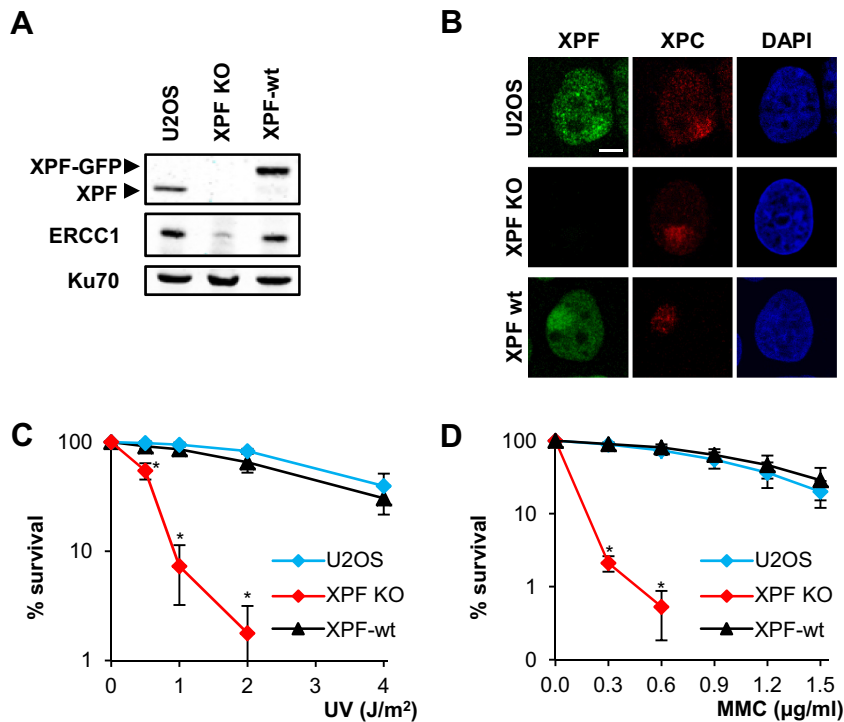 A
U2OS
XPF KO
XPF-wt
XPF-GFP
XPF
ERCC1
Ku70
B
XPF
XPC
DAPI
U2OS
XPF KO
XPF wt
C
% survival
100
10
1
0
1
2
3
4
UV (J/m²)
*
*
*
U2OS
XPF KO
XPF-wt
D
% survival
100
10
1
0
0.0
0.3
0.6
0.9
1.2
1.5
MMC (µg/ml)
*
*
U2OS
XPF KO
XPF-wt